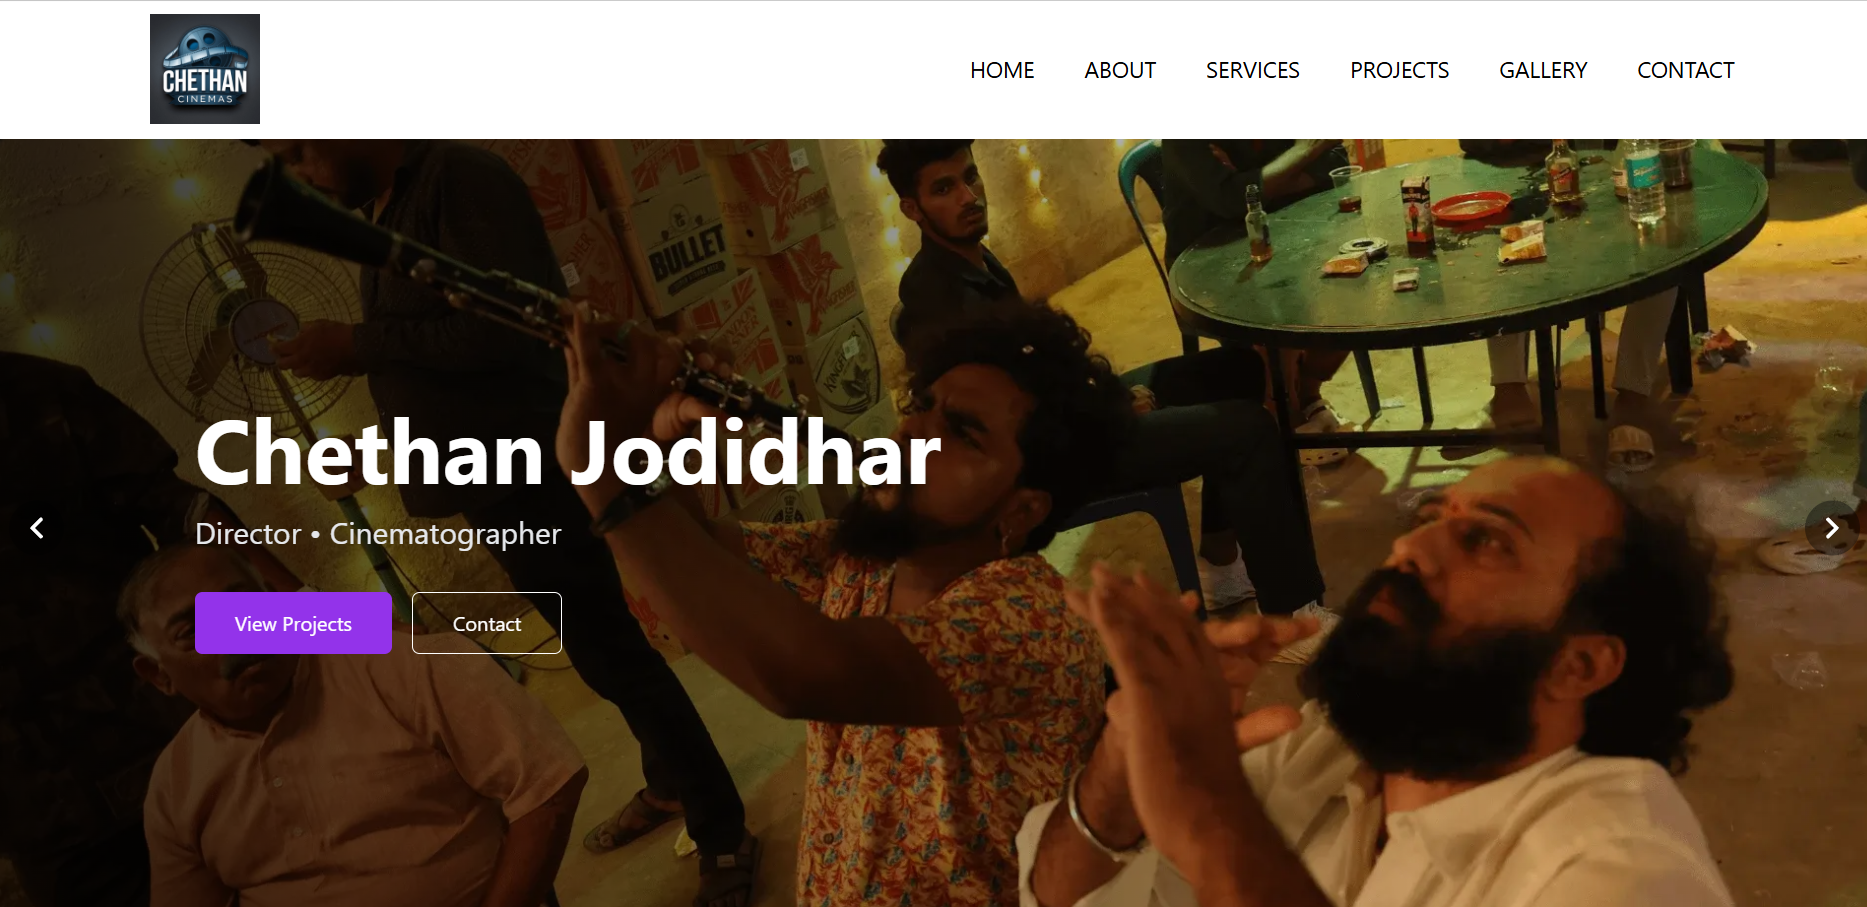 CHETHAN
CINEMAS
HOME ABOUT SERVICES PROJECTS GALLERY CONTACT
BULLET
Chethan Jodidhar
Director • Cinematographer
View Projects Contact